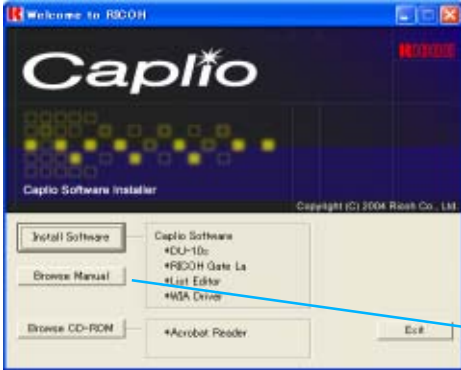 Welcome to RICOH
RICOH
Caplio
Caplio Software Installer
Copyright (C) 2004 Ricoh Co., Ltd.
Install Software
Caplio Software
*DU-10x
*RICOH Gate La
*List Editor
*WIA Driver
Browse Manual
Browse CD-ROM
*Acrobat Reader
Exit